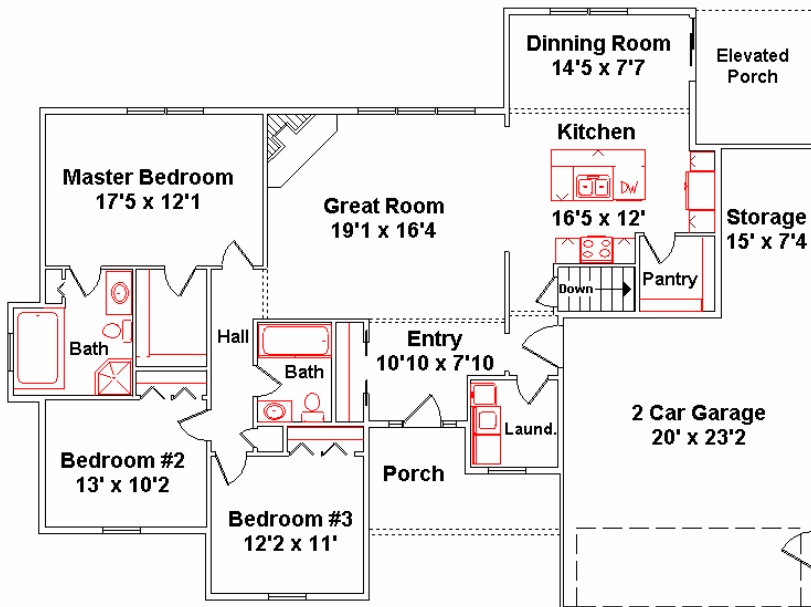 Dinning Room
14'5 x 7'7
Elevated
Porch
Kitchen
Master Bedroom
17'5 x 12'1
DW
Great Room
19'1 x 16'4
16'5 x 12'
Storage
15' x 7'4
Pantry
Down
Hall
Bath
Entry
10'10 x 7'10
Bath
2 Car Garage
20' x 23'2
Laund.
Bedroom #2
13' x 10'2
Porch
Bedroom #3
12'2 x 11'